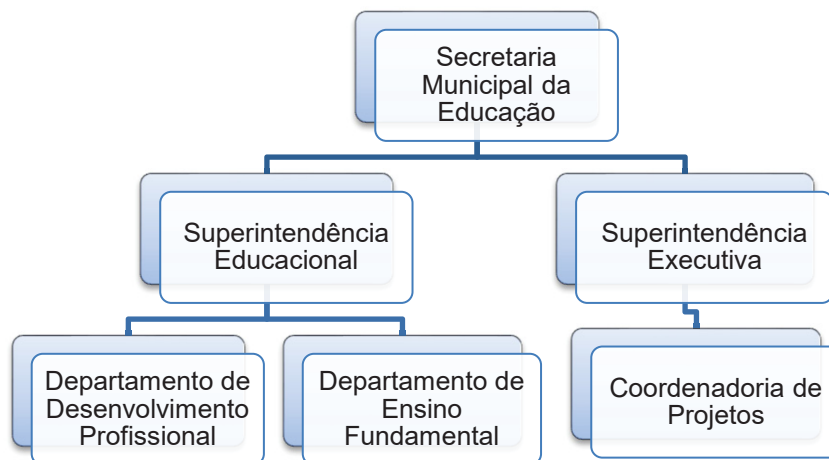 Secretaria
Municipal da
Educação
Superintendência
Educacional
Superintendência
Executiva
Departamento de
Desenvolvimento
Profissional
Departamento de
Ensino
Fundamental
Coordenadoria de
Projetos